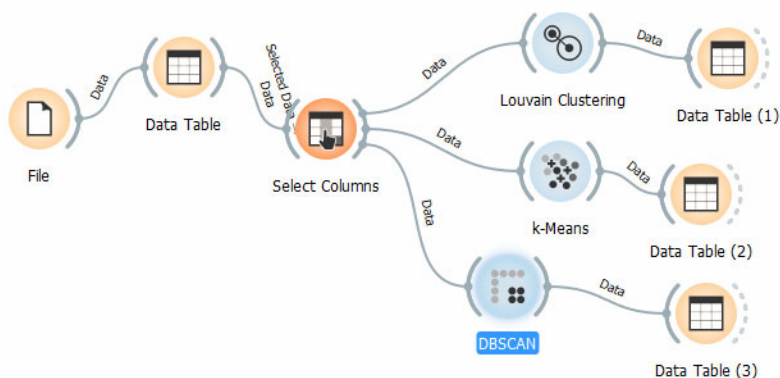 File
Data
Data Table
Selected Data
Data
Select Columns
Data
Louvain Clustering
Data
Data Table (1)
Data
k-Means
Data
Data Table (2)
Data
DBSCAN
Data
Data Table (3)